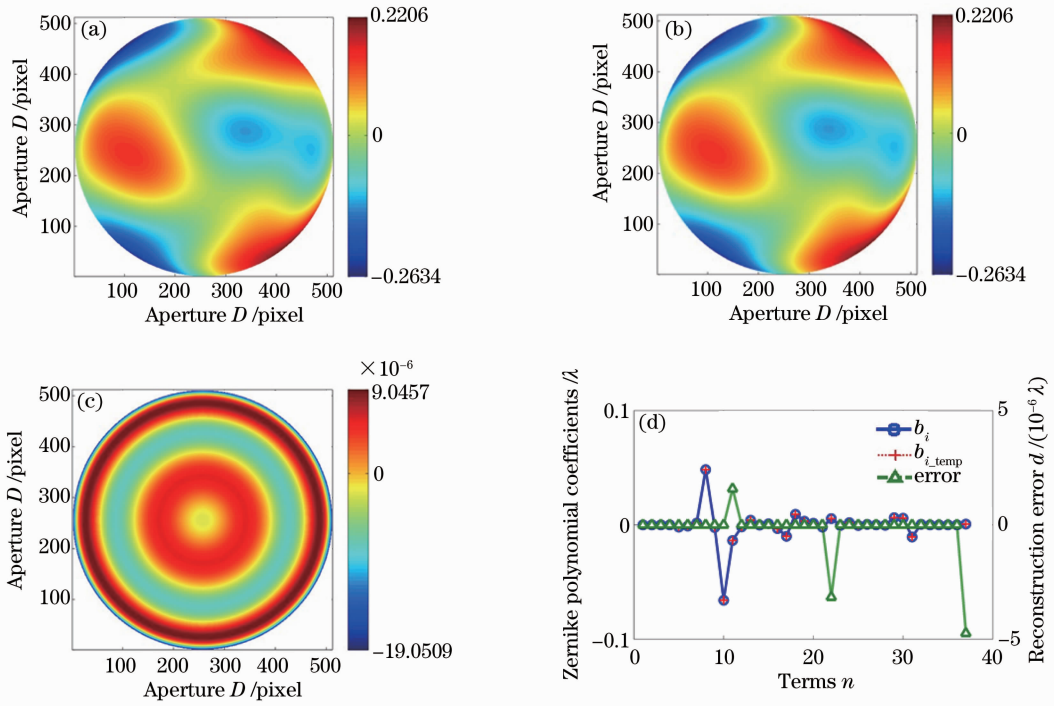 (a)
500
400
300
200
100
100 200 300 400 500
Aperture D /pixel
Aperture D /pixel
0.2206
0
−0.2634
(b)
500
400
300
200
100
100 200 300 400 500
Aperture D /pixel
Aperture D /pixel
0.2206
0
−0.2634
(c)
500
400
300
200
100
100 200 300 400 500
Aperture D /pixel
Aperture D /pixel
×10⁻⁶
9.0457
0
−19.0509
(d)
Zernike polynomial coefficients /λ
0.1
0
−0.1
b_i
b_{i_temp}
error
5
0
−5
Reconstruction error d /(10⁻⁶ λ)
0 10 20 30 40
Terms n